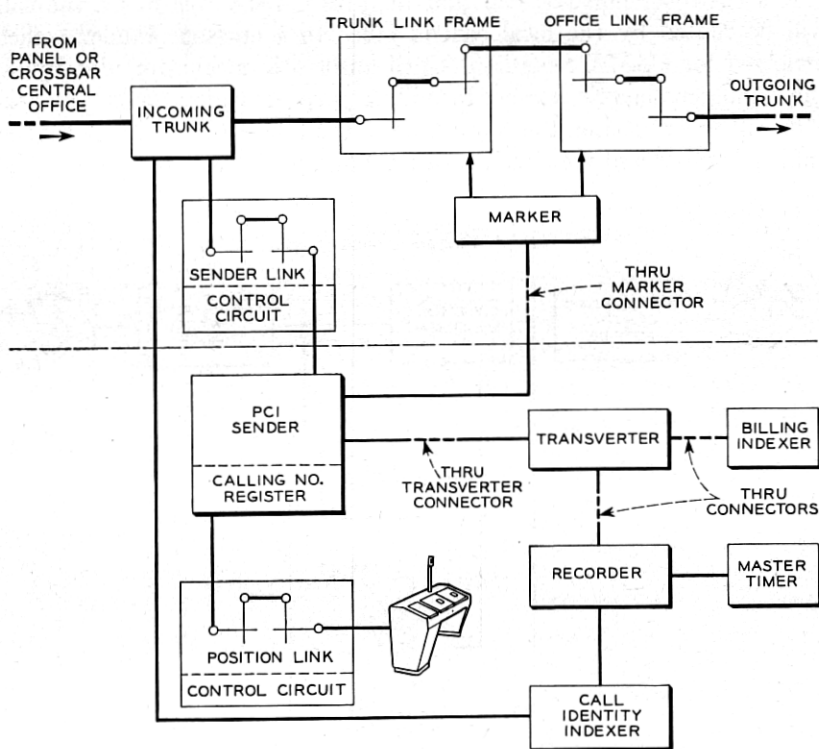 TRUNK LINK FRAME
OFFICE LINK FRAME
FROM
PANEL OR
CROSSBAR
CENTRAL
OFFICE
INCOMING
TRUNK
OUTGOING
TRUNK
MARKER
SENDER LINK
CONTROL
CIRCUIT
THRU
MARKER
CONNECTOR
PCI
SENDER
CALLING NO.
REGISTER
THRU
TRANSVERTER
CONNECTOR
TRANSVERTER
BILLING
INDEXER
THRU
CONNECTORS
RECORDER
MASTER
TIMER
POSITION LINK
CONTROL CIRCUIT
CALL
IDENTITY
INDEXER